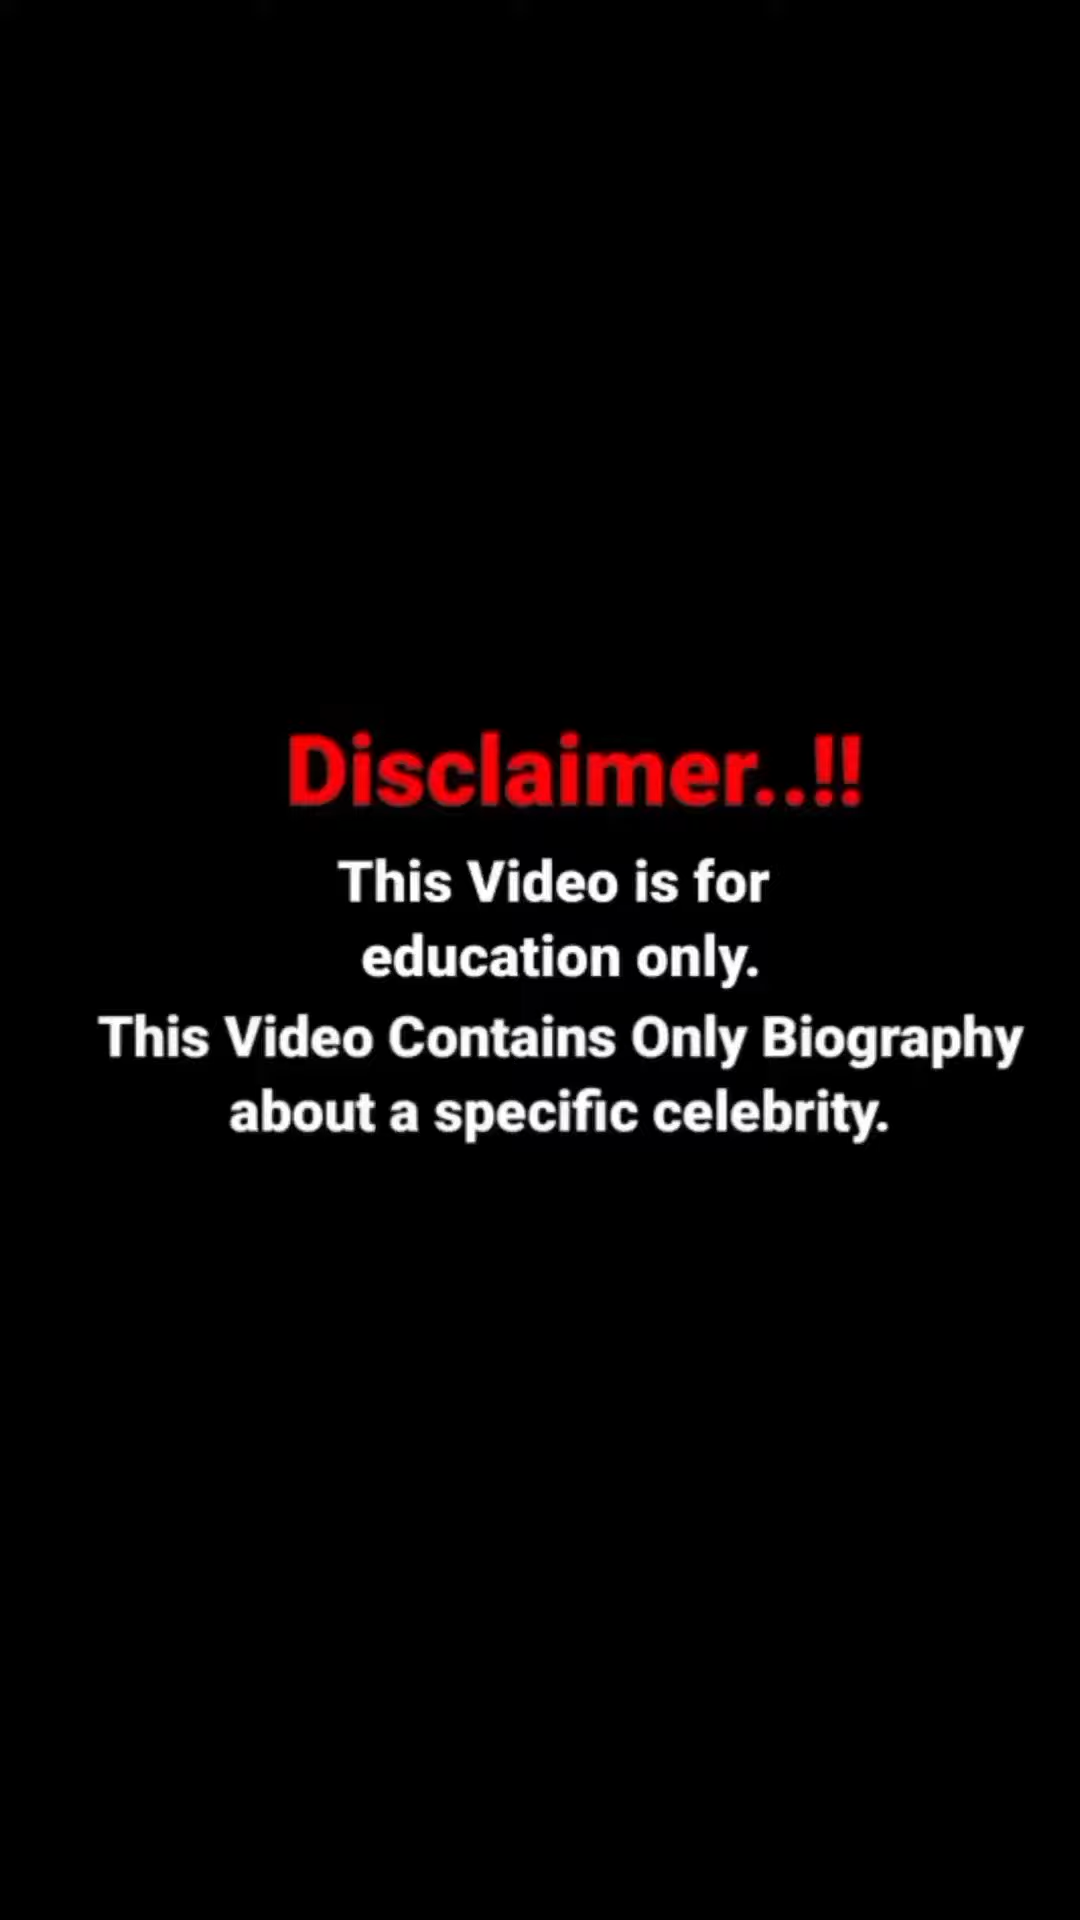 Disclaimer..!!
This Video is for
education only.
This Video Contains Only Biography
about a specific celebrity.